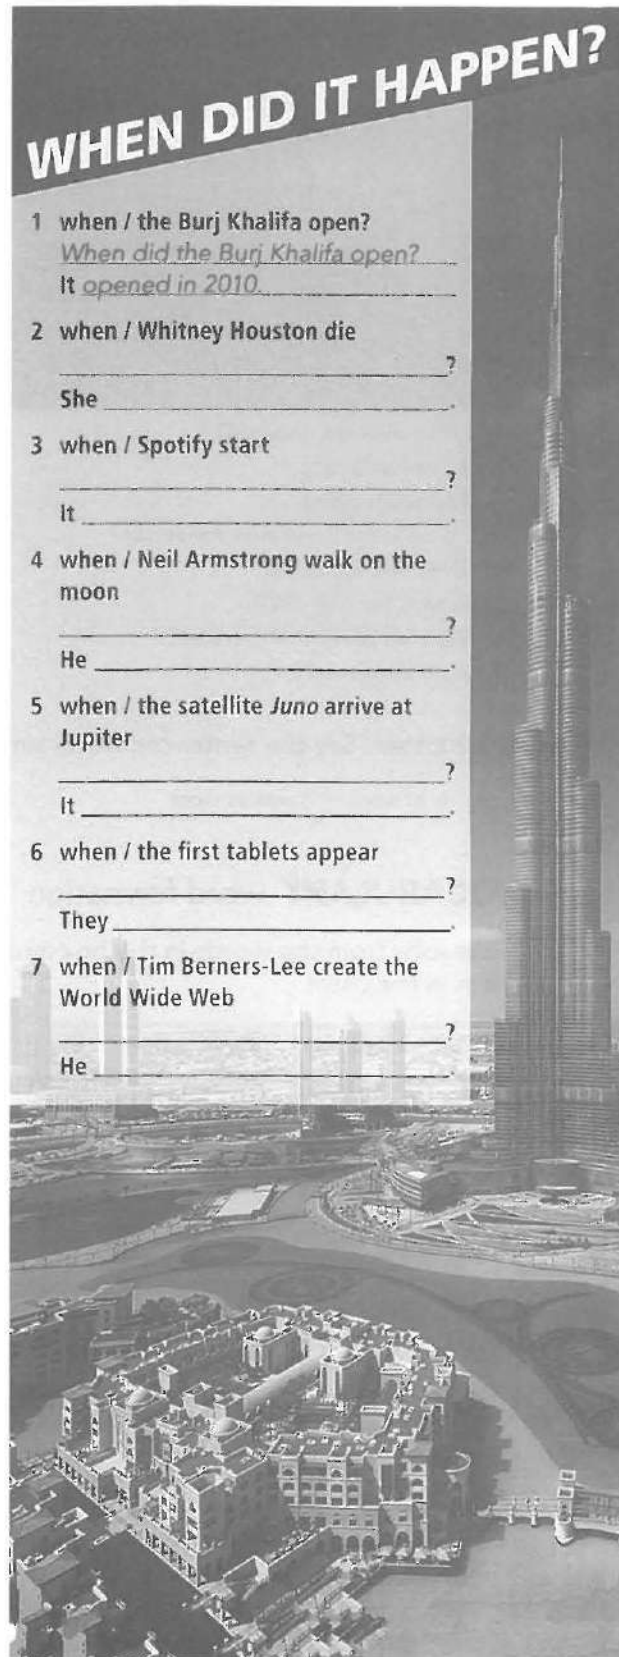 WHEN DID IT HAPPEN?
1 when / the Burj Khalifa open?
When did the Burj Khalifa open?
It opened in 2010.
2 when / Whitney Houston die
?
She .
3 when / Spotify start
?
It .
4 when / Neil Armstrong walk on the
moon
?
He .
5 when / the satellite Juno arrive at
Jupiter
?
It .
6 when / the first tablets appear
?
They .
7 when / Tim Berners-Lee create the
World Wide Web
?
He .